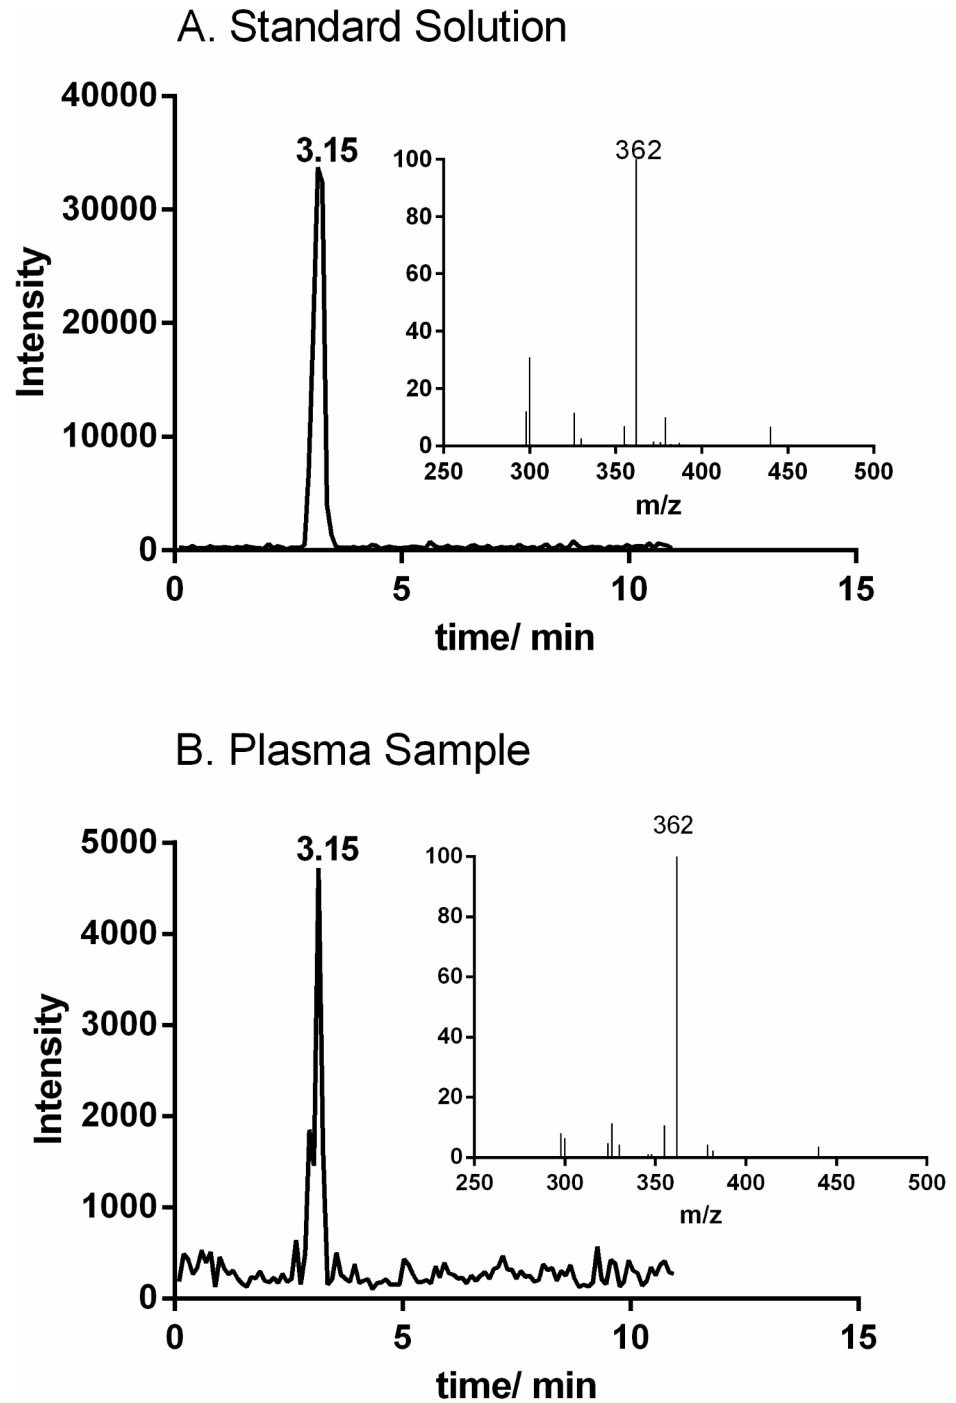 A. Standard Solution
40000
30000
20000
10000
0
Intensity
3.15
0 5 10 15
time/ min
362
100
80
60
40
20
0
250 300 350 400 450 500
m/z
B. Plasma Sample
5000
4000
3000
2000
1000
0
Intensity
3.15
0 5 10 15
time/ min
362
100
80
60
40
20
0
250 300 350 400 450 500
m/z